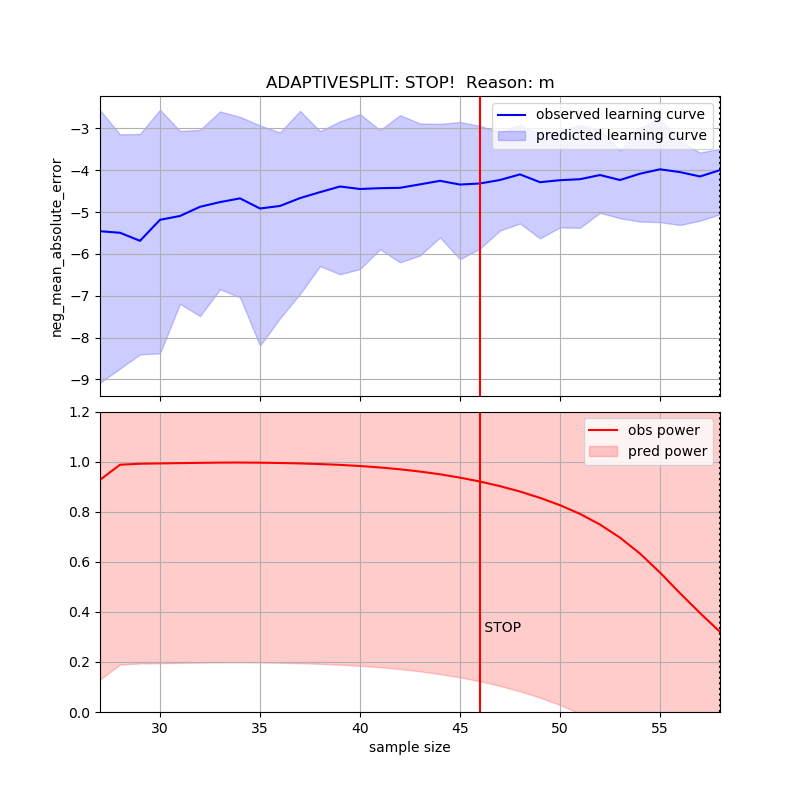 ADAPTIVESPLIT: STOP!  Reason: m
observed learning curve
predicted learning curve
neg_mean_absolute_error
−3
−4
−5
−6
−7
−8
−9
obs power
pred power
1.2
1.0
0.8
0.6
0.4
0.2
0.0
STOP
30 35 40 45 50 55
sample size